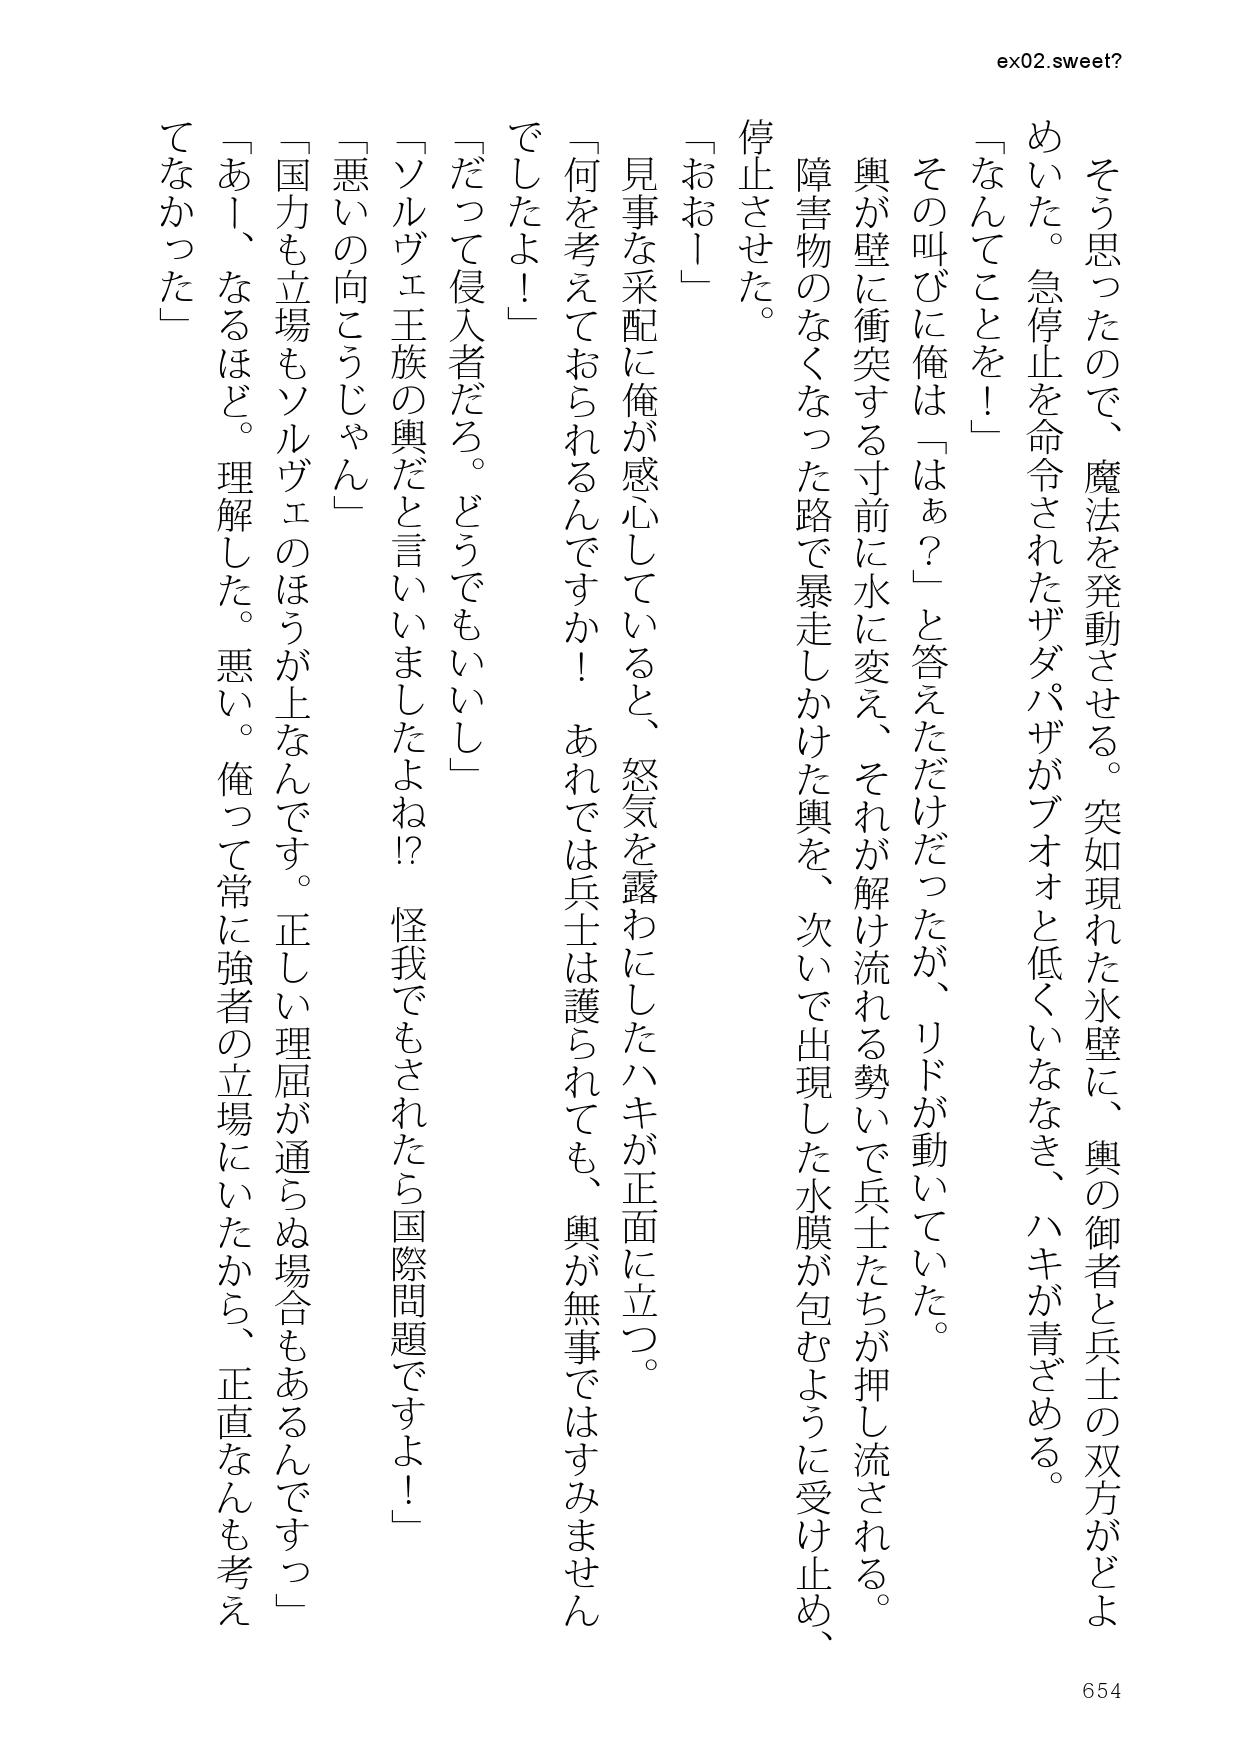 ex02.sweet?
　そう思ったので、魔法を発動させる。突如現れた氷壁に、輿の御者と兵士の双方がどよ
めいた。急停止を命令されたザダパザがブオォと低くいななき、ハキが青ざめる。
「なんてことを！」
　その叫びに俺は「はぁ？」と答えただけだったが、リドが動いていた。
　輿が壁に衝突する寸前に水に変え、それが解け流れる勢いで兵士たちが押し流される。
　障害物のなくなった路で暴走しかけた輿を、次いで出現した水膜が包むように受け止め、
停止させた。
「おおー」
　見事な采配に俺が感心していると、怒気を露わにしたハキが正面に立つ。
「何を考えておられるんですか！　あれでは兵士は護られても、輿が無事ではすみません
でしたよ！」
「だって侵入者だろ。どうでもいいし」
「ソルヴェ王族の輿だと言いいましたよね!?　怪我でもされたら国際問題ですよ！」
「悪いの向こうじゃん」
「国力も立場もソルヴェのほうが上なんです。正しい理屈が通らぬ場合もあるんですっ」
「あー、なるほど。理解した。悪い。俺って常に強者の立場にいたから、正直なんも考え
てなかった」
654